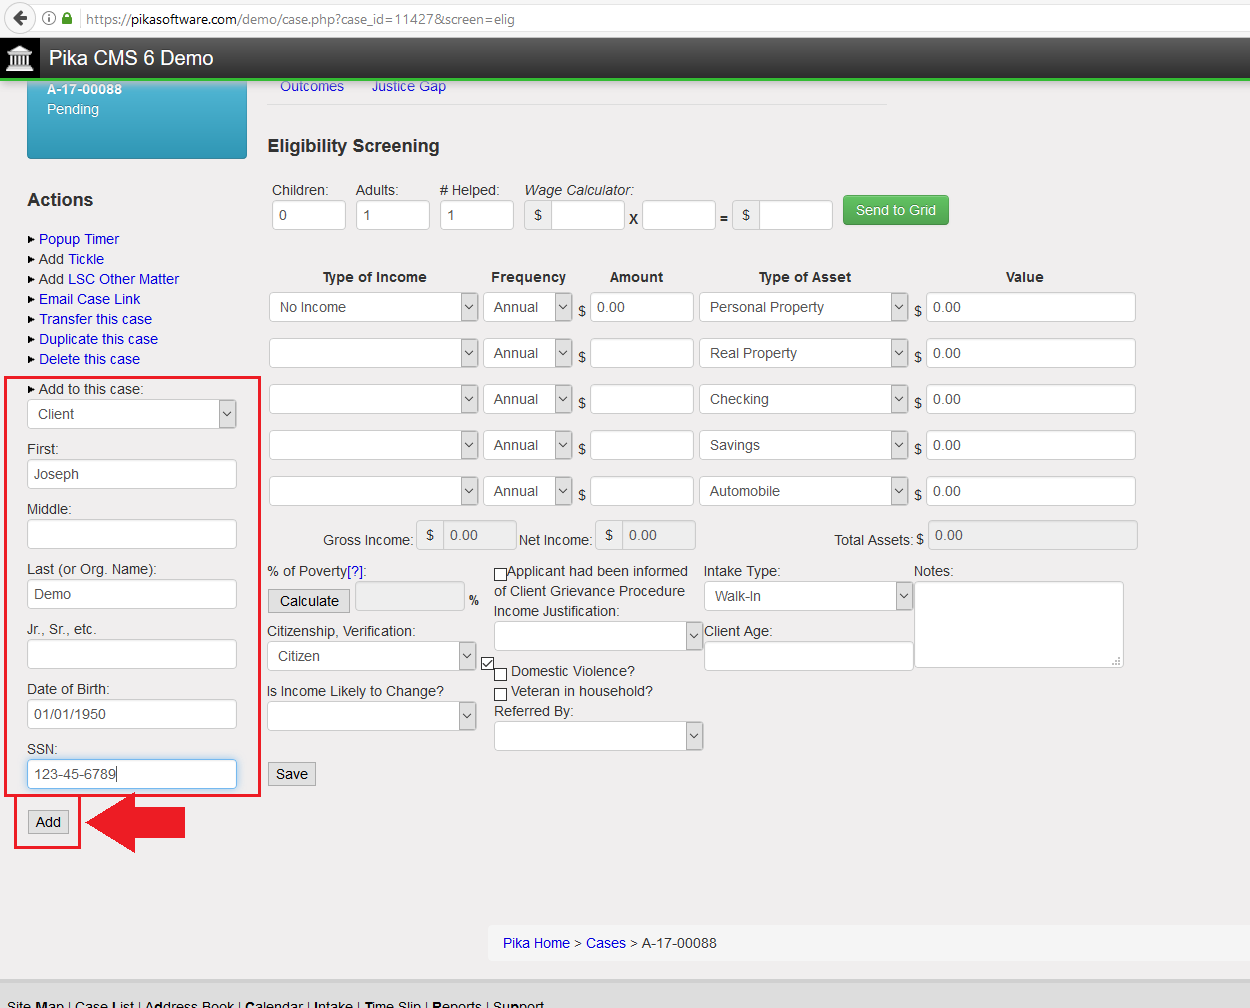 https://pikasoftware.com/demo/case.php?case_id=11427&screen=elig
Pika CMS 6 Demo
A-17-00088
Pending
Outcomes Justice Gap
Eligibility Screening
Children: Adults: # Helped: Wage Calculator:
0 1 1 $ X = $ Send to Grid
Actions
Popup Timer
Add Tickle
Add LSC Other Matter
Email Case Link
Transfer this case
Duplicate this case
Delete this case
Add to this case:
Client
First:
Joseph
Middle:
Last (or Org. Name):
Demo
Jr., Sr., etc.
Date of Birth:
01/01/1950
SSN:
123-45-6789
Add
Type of Income Frequency Amount Type of Asset Value
No Income Annual $ 0.00 Personal Property $ 0.00
Annual $ Real Property $ 0.00
Annual $ Checking $ 0.00
Annual $ Savings $ 0.00
Annual $ Automobile $ 0.00
Gross Income: $ 0.00 Net Income: $ 0.00 Total Assets: $ 0.00
% of Poverty[?]:
Calculate %
Citizenship, Verification:
Citizen
Is Income Likely to Change?
Applicant had been informed
of Client Grievance Procedure
Income Justification:
Domestic Violence?
Veteran in household?
Referred By:
Intake Type:
Walk-In
Client Age:
Notes:
Save
Pika Home > Cases > A-17-00088
Site Map | Case List | Address Book | Calendar | Intake | Time Slip | Reports | Support